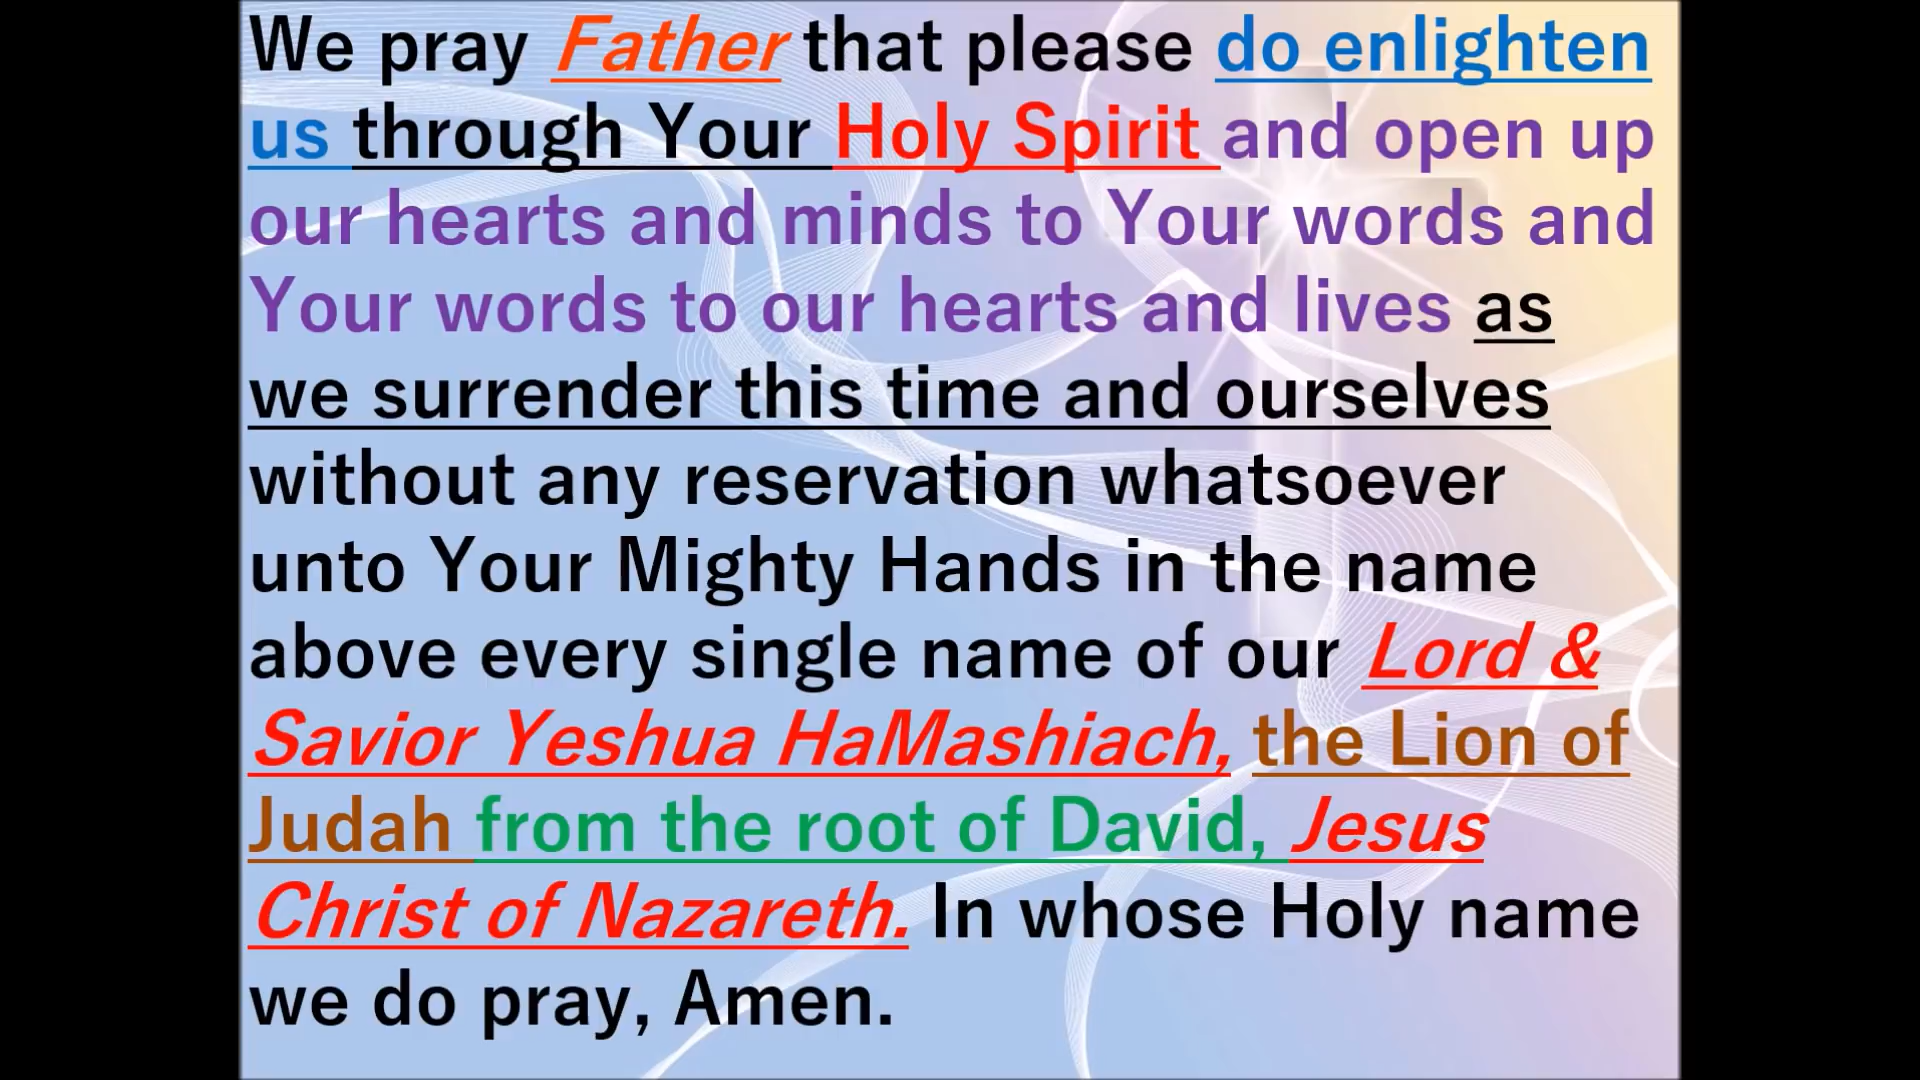 We pray Father that please do enlighten
us through Your Holy Spirit and open up
our hearts and minds to Your words and
Your words to our hearts and lives as
we surrender this time and ourselves
without any reservation whatsoever
unto Your Mighty Hands in the name
above every single name of our Lord &
Savior Yeshua HaMashiach, the Lion of
Judah from the root of David, Jesus
Christ of Nazareth. In whose Holy name
we do pray, Amen.